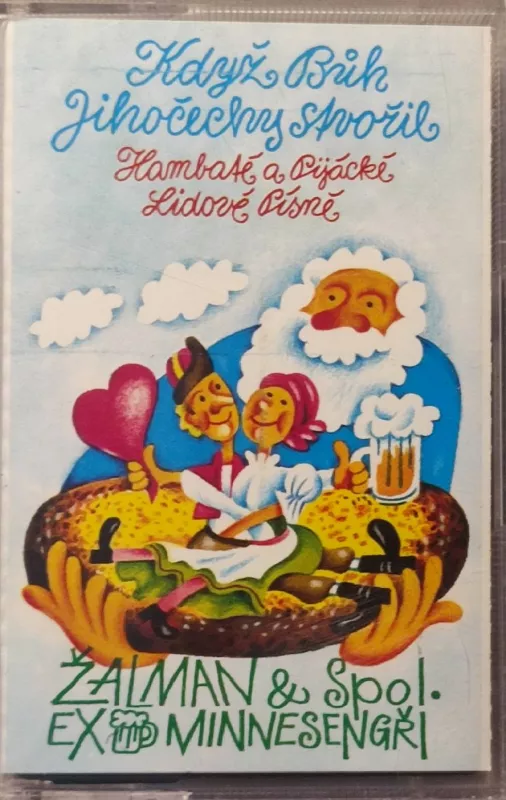 Když Bůh
Jihočechy stvořil
Hambaté a Pijácké
Lidové Písně
ŽALMAN & Spol.
EX MINNESENGŘI